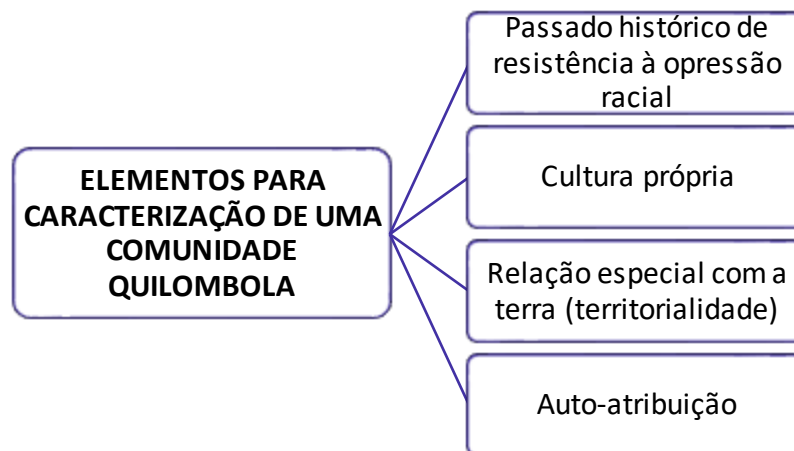 ELEMENTOS PARA
CARACTERIZAÇÃO DE UMA
COMUNIDADE
QUILOMBOLA
Passado histórico de
resistência à opressão
racial
Cultura própria
Relação especial com a
terra (territorialidade)
Auto-atribuição